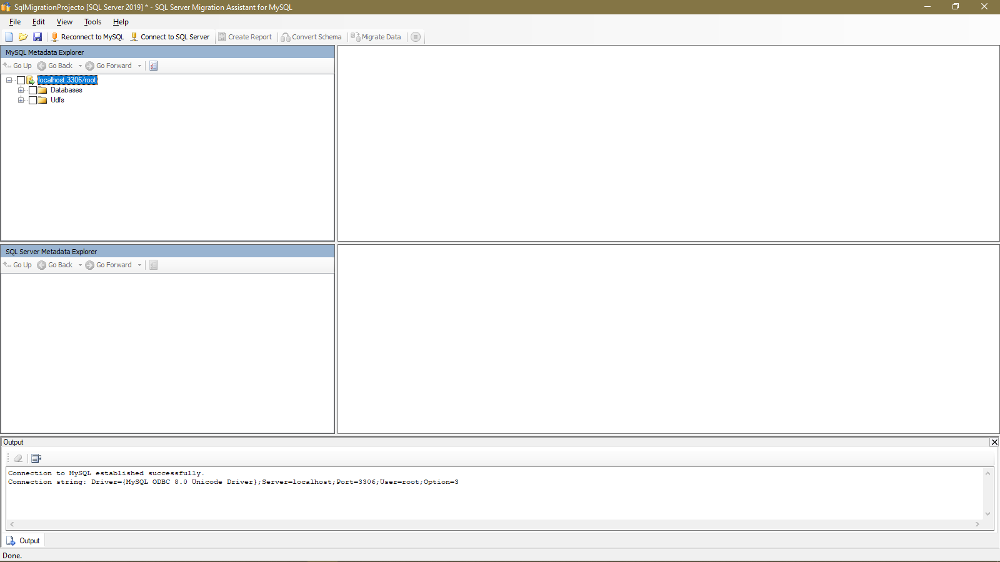 SqlMigrationProjecto [SQL Server 2019] * - SQL Server Migration Assistant for MySQL
File Edit View Tools Help
Reconnect to MySQL Connect to SQL Server Create Report Convert Schema Migrate Data
MySQL Metadata Explorer
Go Up Go Back Go Forward
localhost:3306/root
Databases
Udfs
SQL Server Metadata Explorer
Go Up Go Back Go Forward
Output
Connection to MySQL established successfully.
Connection string: Driver={MySQL ODBC 8.0 Unicode Driver};Server=localhost;Port=3306;User=root;Option=3
Output
Done.